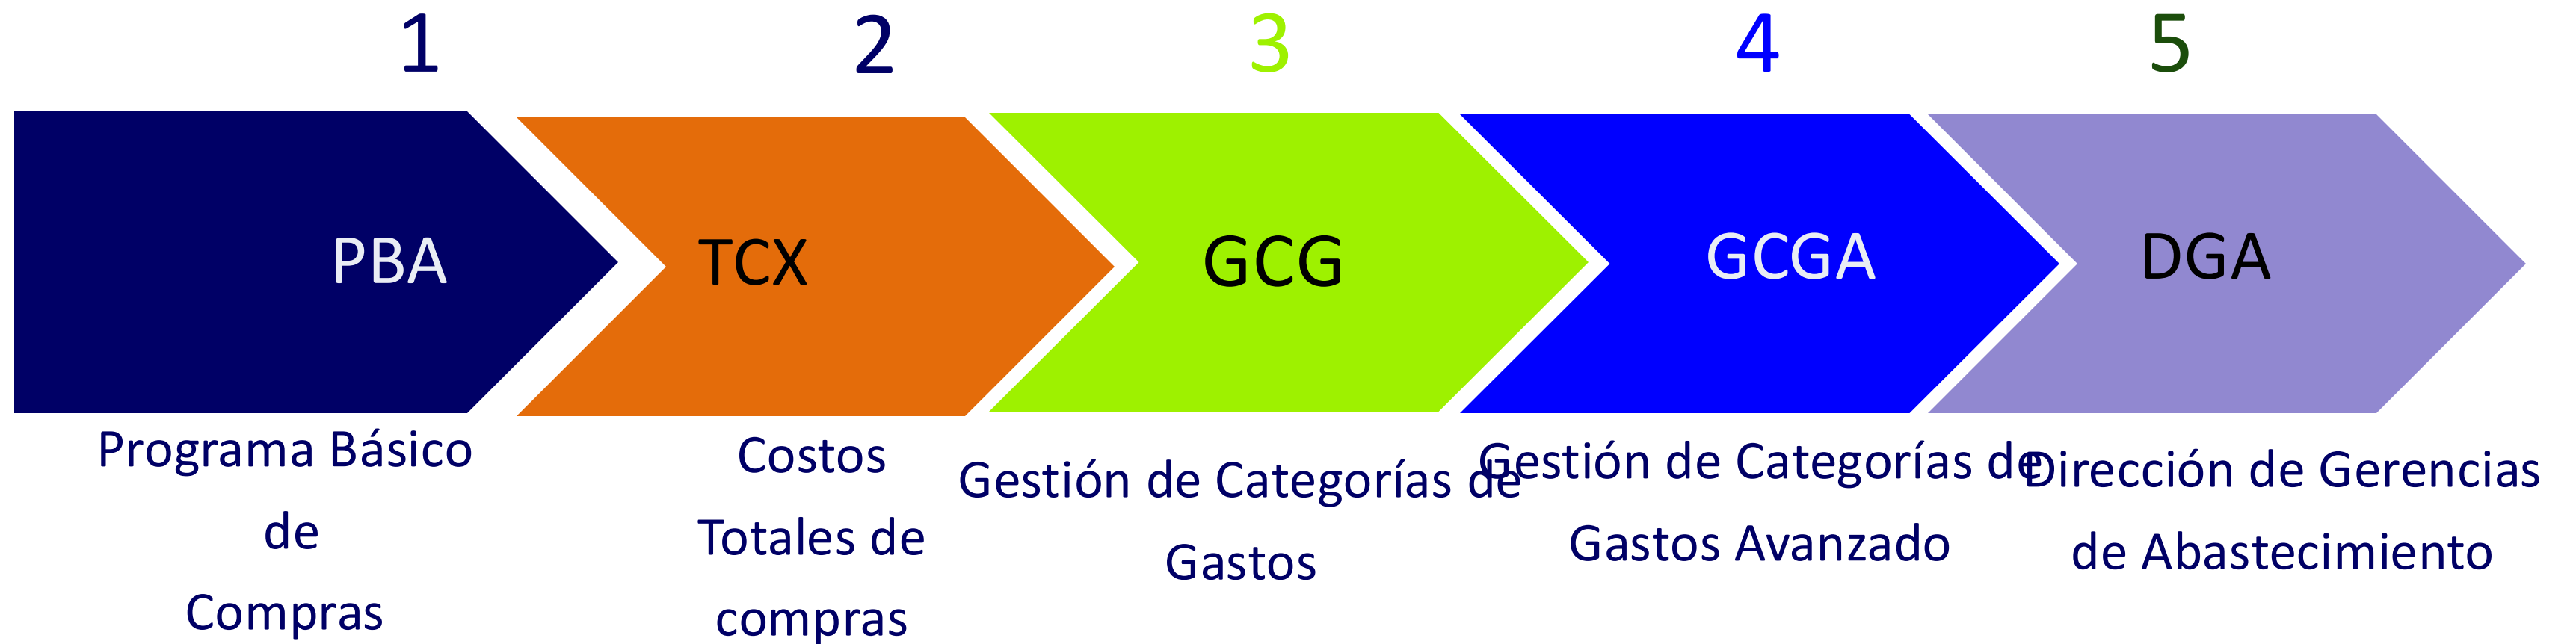 1
2
3
4
5
PBA
TCX
GCG
GCGA
DGA
Programa Básico
de
Compras
Costos
Totales de
compras
Gestión de Categorías de
Gastos
Gestión de Categorías de
Gastos Avanzado
Dirección de Gerencias
de Abastecimiento